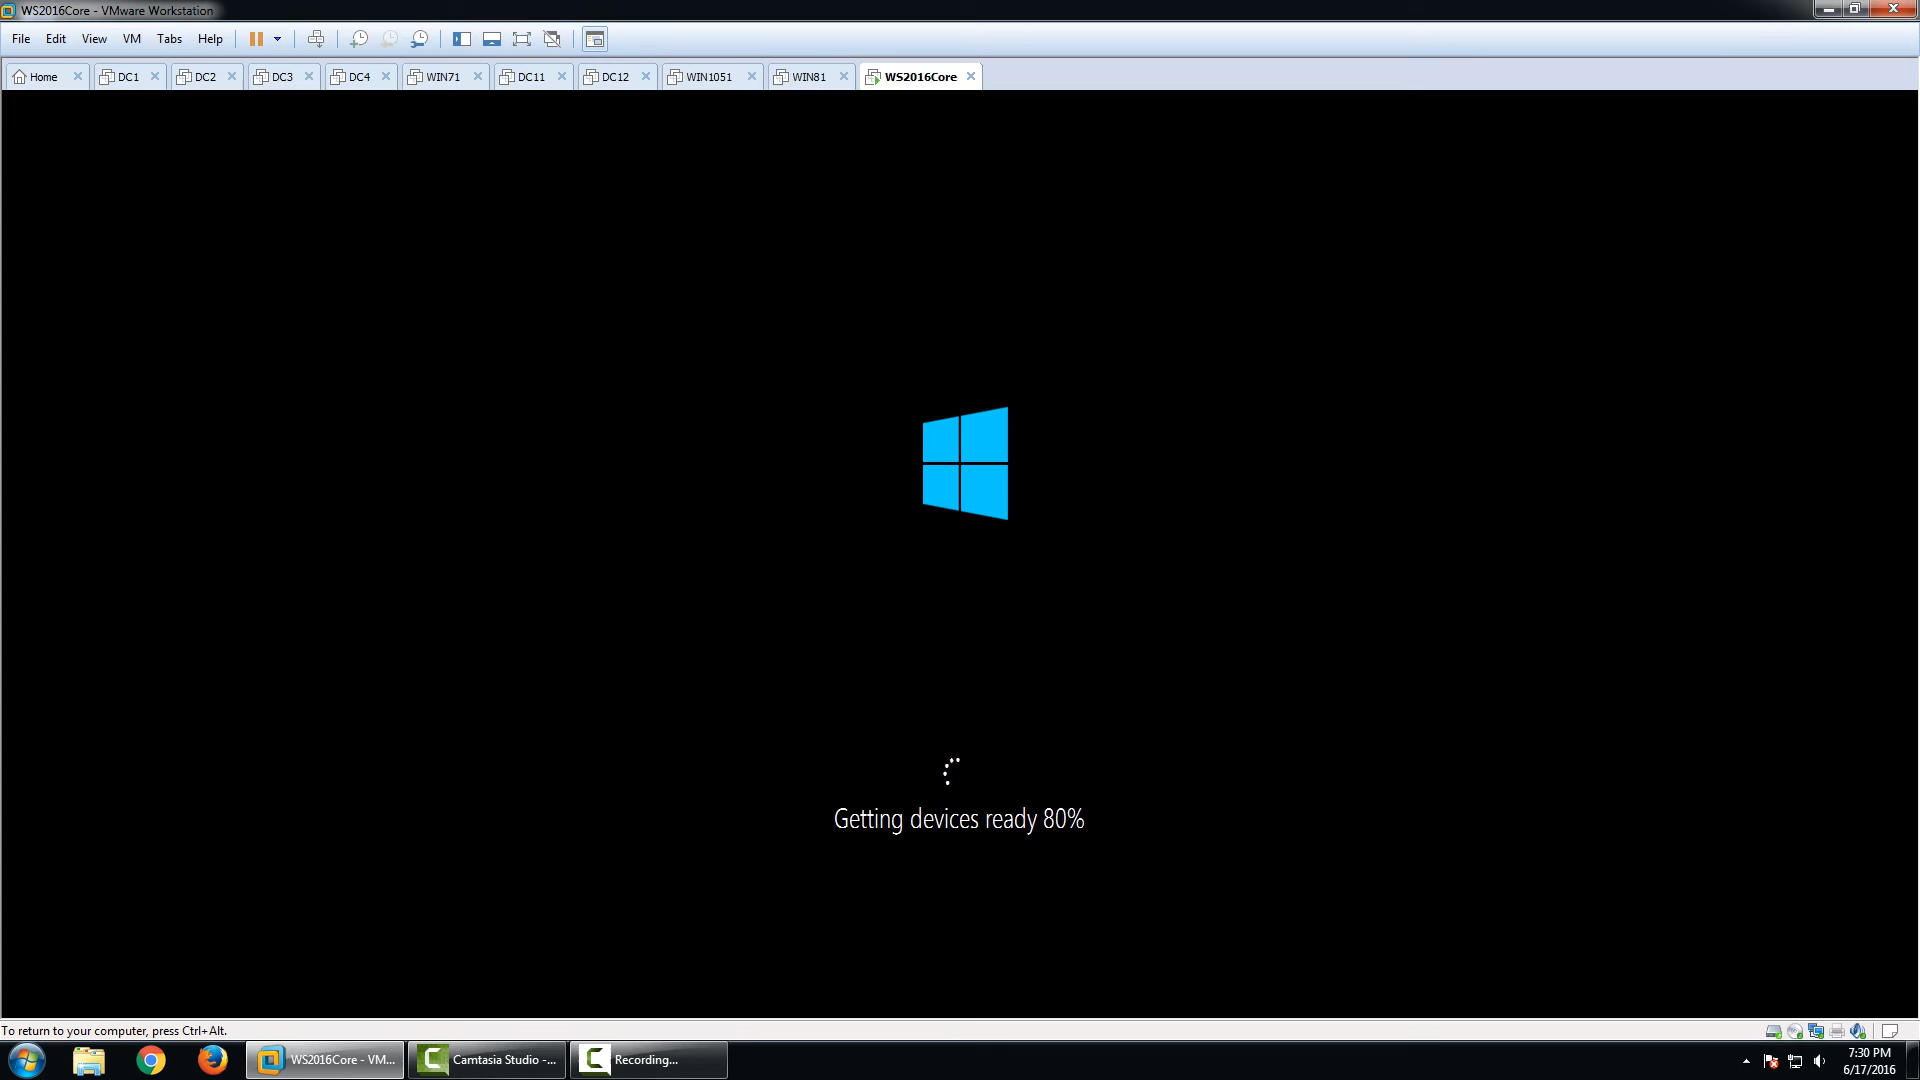 WS2016Core - VMware Workstation
File Edit View VM Tabs Help
Home DC1 DC2 DC3 DC4 WIN71 DC11 DC12 WIN1051 WIN81 WS2016Core
Getting devices ready 80%
To return to your computer, press Ctrl+Alt.
WS2016Core - VM... Camtasia Studio -... Recording... 7:30 PM
6/17/2016